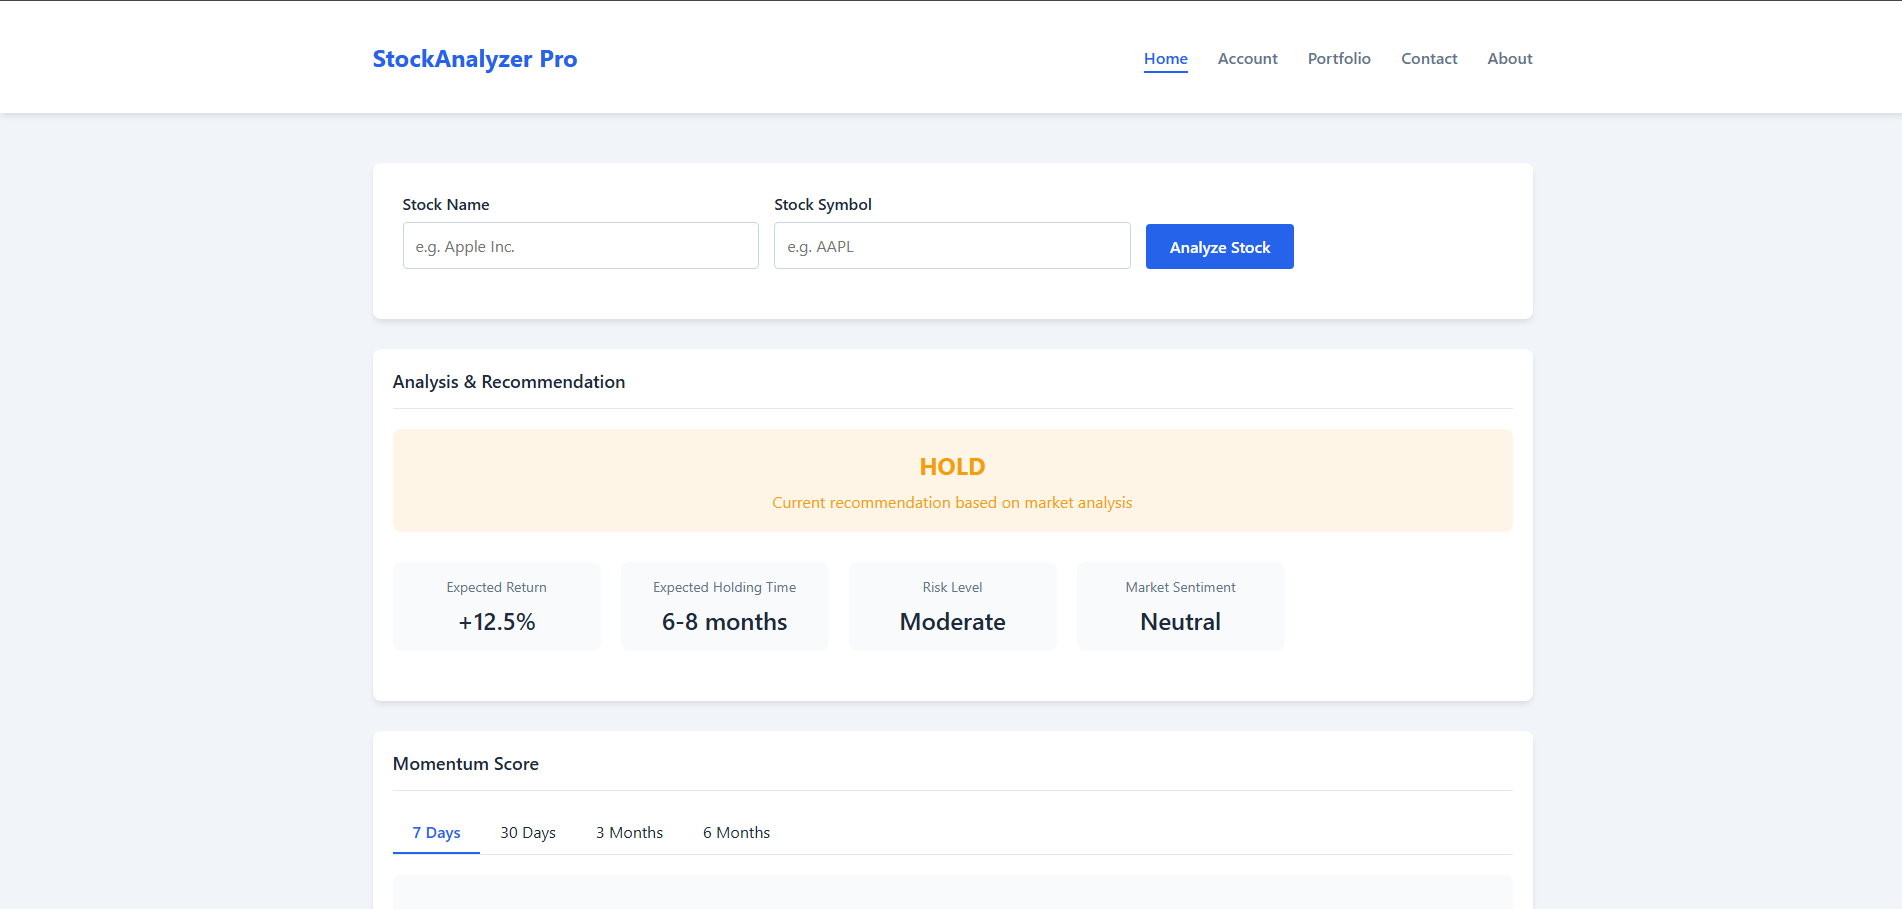 StockAnalyzer Pro
Home Account Portfolio Contact About
Stock Name
e.g. Apple Inc.
Stock Symbol
e.g. AAPL
Analyze Stock
Analysis & Recommendation
HOLD
Current recommendation based on market analysis
Expected Return
+12.5%
Expected Holding Time
6-8 months
Risk Level
Moderate
Market Sentiment
Neutral
Momentum Score
7 Days 30 Days 3 Months 6 Months